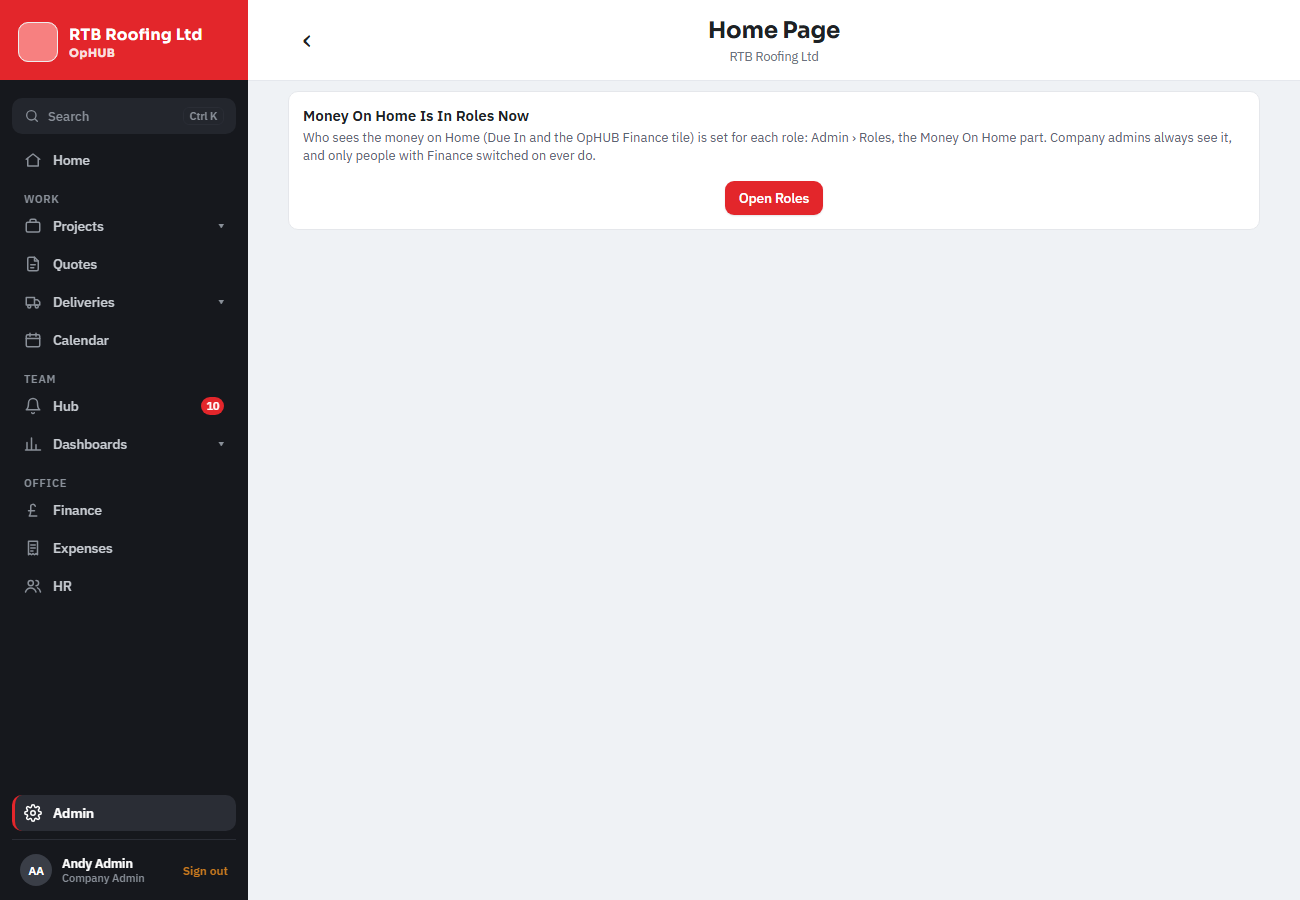 RTB Roofing Ltd
OpHUB
Search Ctrl K
Home
WORK
Projects
Quotes
Deliveries
Calendar
TEAM
Hub 10
Dashboards
OFFICE
£ Finance
Expenses
HR
Admin
AA Andy Admin
Company Admin
Sign out
Home Page
RTB Roofing Ltd
Money On Home Is In Roles Now
Who sees the money on Home (Due In and the OpHUB Finance tile) is set for each role: Admin › Roles, the Money On Home part. Company admins always see it,
and only people with Finance switched on ever do.
Open Roles